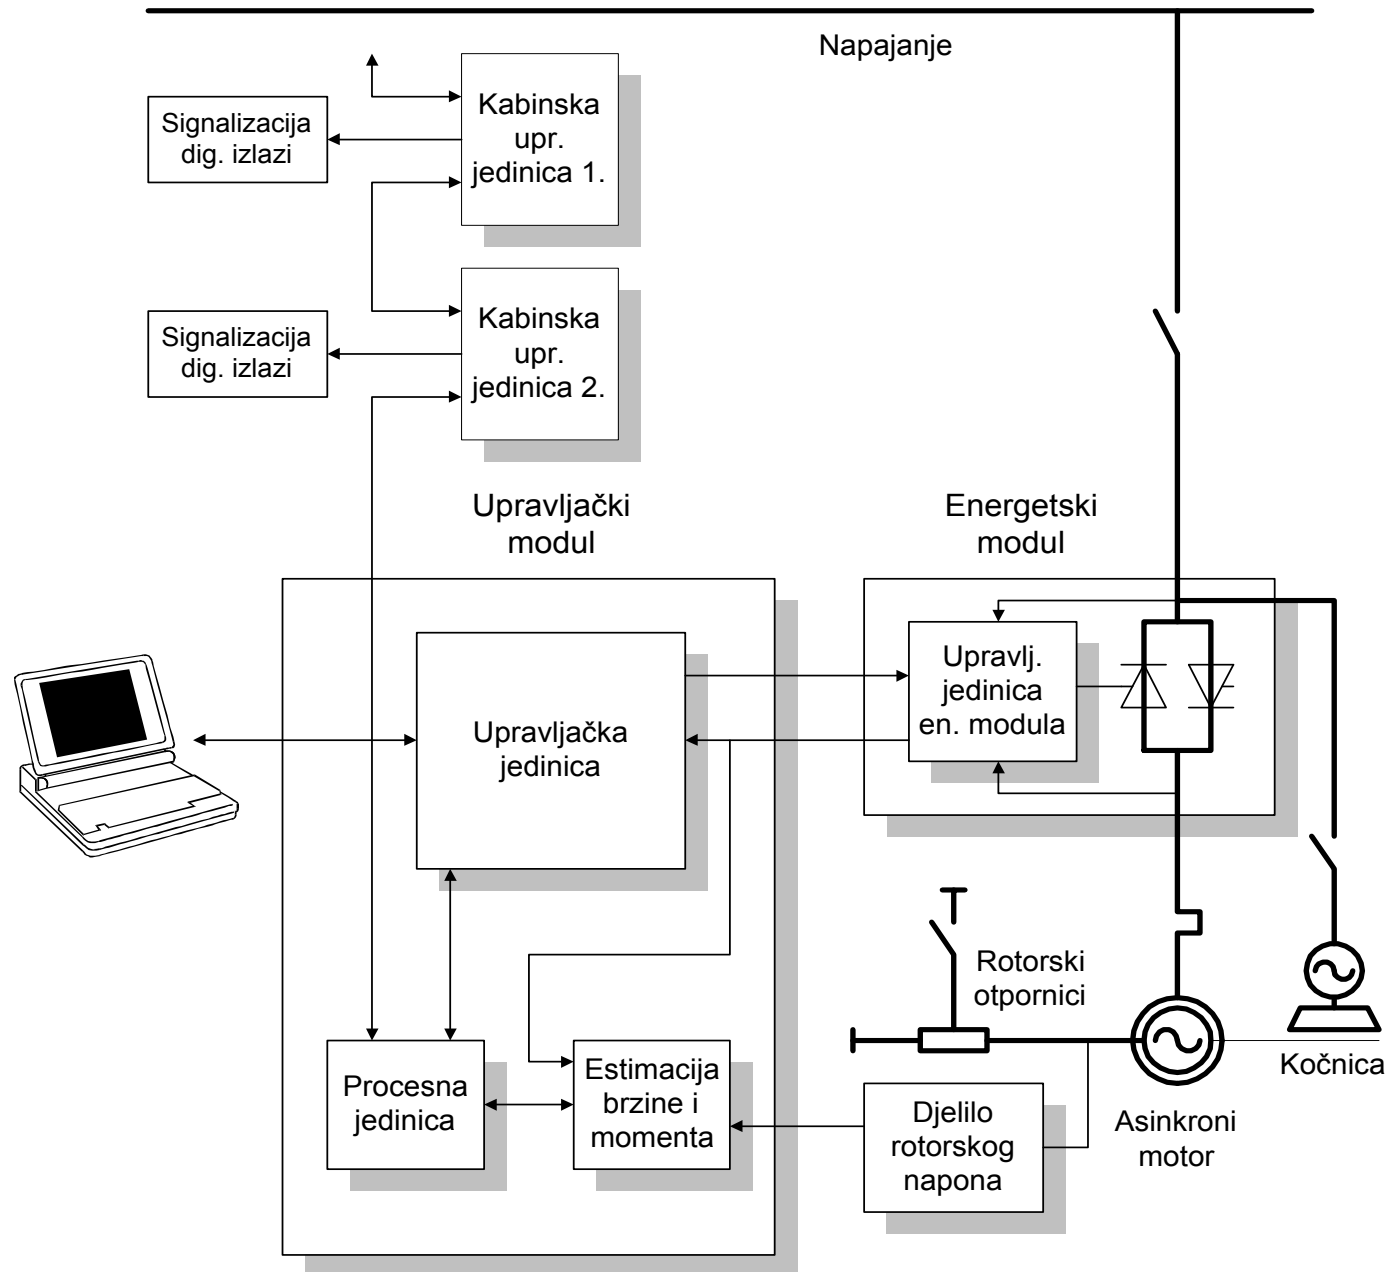 Napajanje
Kabinska
upr.
jedinica 1.
Signalizacija
dig. izlazi
Kabinska
upr.
jedinica 2.
Signalizacija
dig. izlazi
Upravljački
modul
Energetski
modul
Upravlj.
jedinica
en. modula
Upravljačka
jedinica
Rotorski
otpornici
Kočnica
Procesna
jedinica
Estimacija
brzine i
momenta
Djelilo
rotorskog
napona
Asinkroni
motor